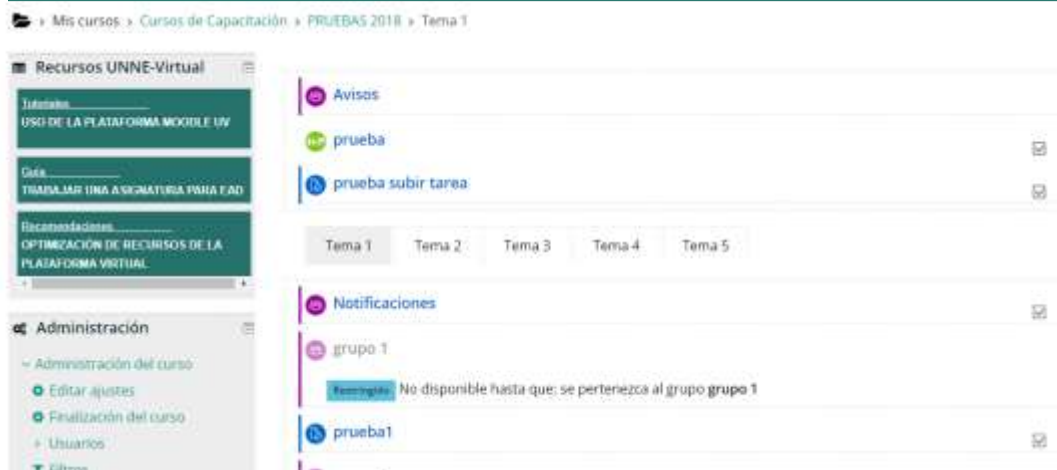 › Mis cursos › Cursos de Capacitación › PRUEBAS 2018 › Tema 1
Recursos UNNE-Virtual
Tutoriales
USO DE LA PLATAFORMA MOODLE UV
Guía
TRABAJAR UNA ASIGNATURA PARA EAD
Recomendaciones
OPTIMIZACIÓN DE RECURSOS DE LA
PLATAFORMA VIRTUAL
Administración
Administración del curso
Editar ajustes
Finalización del curso
Usuarios
Filtros
Avisos
H-P
prueba
prueba subir tarea
Tema 1 Tema 2 Tema 3 Tema 4 Tema 5
Notificaciones
grupo 1
Restringido No disponible hasta que: se pertenezca al grupo grupo 1
prueba1